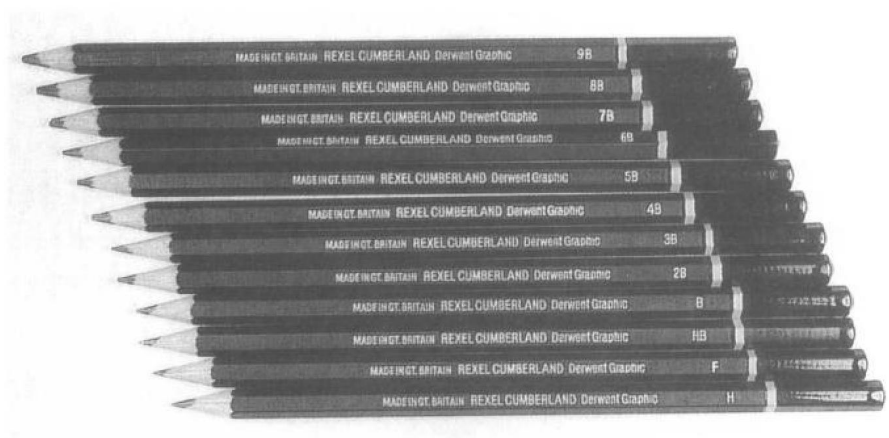 MADE IN GT. BRITAIN REXEL CUMBERLAND Derwent Graphic 9B
MADE IN GT. BRITAIN REXEL CUMBERLAND Derwent Graphic 8B
MADE IN GT. BRITAIN REXEL CUMBERLAND Derwent Graphic 7B
MADE IN GT. BRITAIN REXEL CUMBERLAND Derwent Graphic 6B
MADE IN GT. BRITAIN REXEL CUMBERLAND Derwent Graphic 5B
MADE IN GT. BRITAIN REXEL CUMBERLAND Derwent Graphic 4B
MADE IN GT. BRITAIN REXEL CUMBERLAND Derwent Graphic 3B
MADE IN GT. BRITAIN REXEL CUMBERLAND Derwent Graphic 2B
MADE IN GT. BRITAIN REXEL CUMBERLAND Derwent Graphic B
MADE IN GT. BRITAIN REXEL CUMBERLAND Derwent Graphic HB
MADE IN GT. BRITAIN REXEL CUMBERLAND Derwent Graphic F
MADE IN GT. BRITAIN REXEL CUMBERLAND Derwent Graphic H